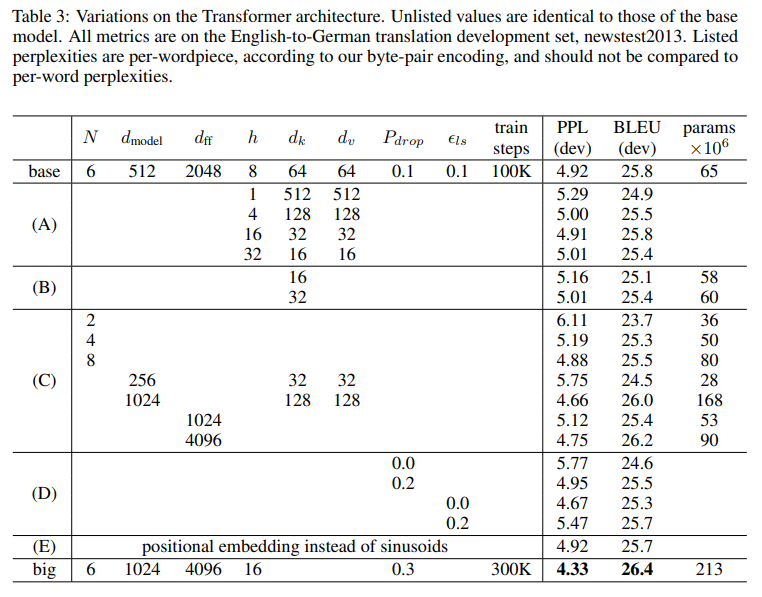 Table 3: Variations on the Transformer architecture. Unlisted values are identical to those of the base
model. All metrics are on the English-to-German translation development set, newstest2013. Listed
perplexities are per-wordpiece, according to our byte-pair encoding, and should not be compared to
per-word perplexities.
N d_model d_ff h d_k d_v P_drop ϵ_ls train steps PPL (dev) BLEU (dev) params ×10^6
base 6 512 2048 8 64 64 0.1 0.1 100K 4.92 25.8 65
(A)
1 512 512 5.29 24.9
4 128 128 5.00 25.5
16 32 32 4.91 25.8
32 16 16 5.01 25.4
(B)
16 5.16 25.1 58
32 5.01 25.4 60
(C)
2 6.11 23.7 36
4 5.19 25.3 50
8 4.88 25.5 80
256 32 32 5.75 24.5 28
1024 128 128 4.66 26.0 168
1024 5.12 25.4 53
4096 4.75 26.2 90
(D)
0.0 5.77 24.6
0.2 4.95 25.5
0.0 4.67 25.3
0.2 5.47 25.7
(E) positional embedding instead of sinusoids 4.92 25.7
big 6 1024 4096 16 0.3 300K 4.33 26.4 213